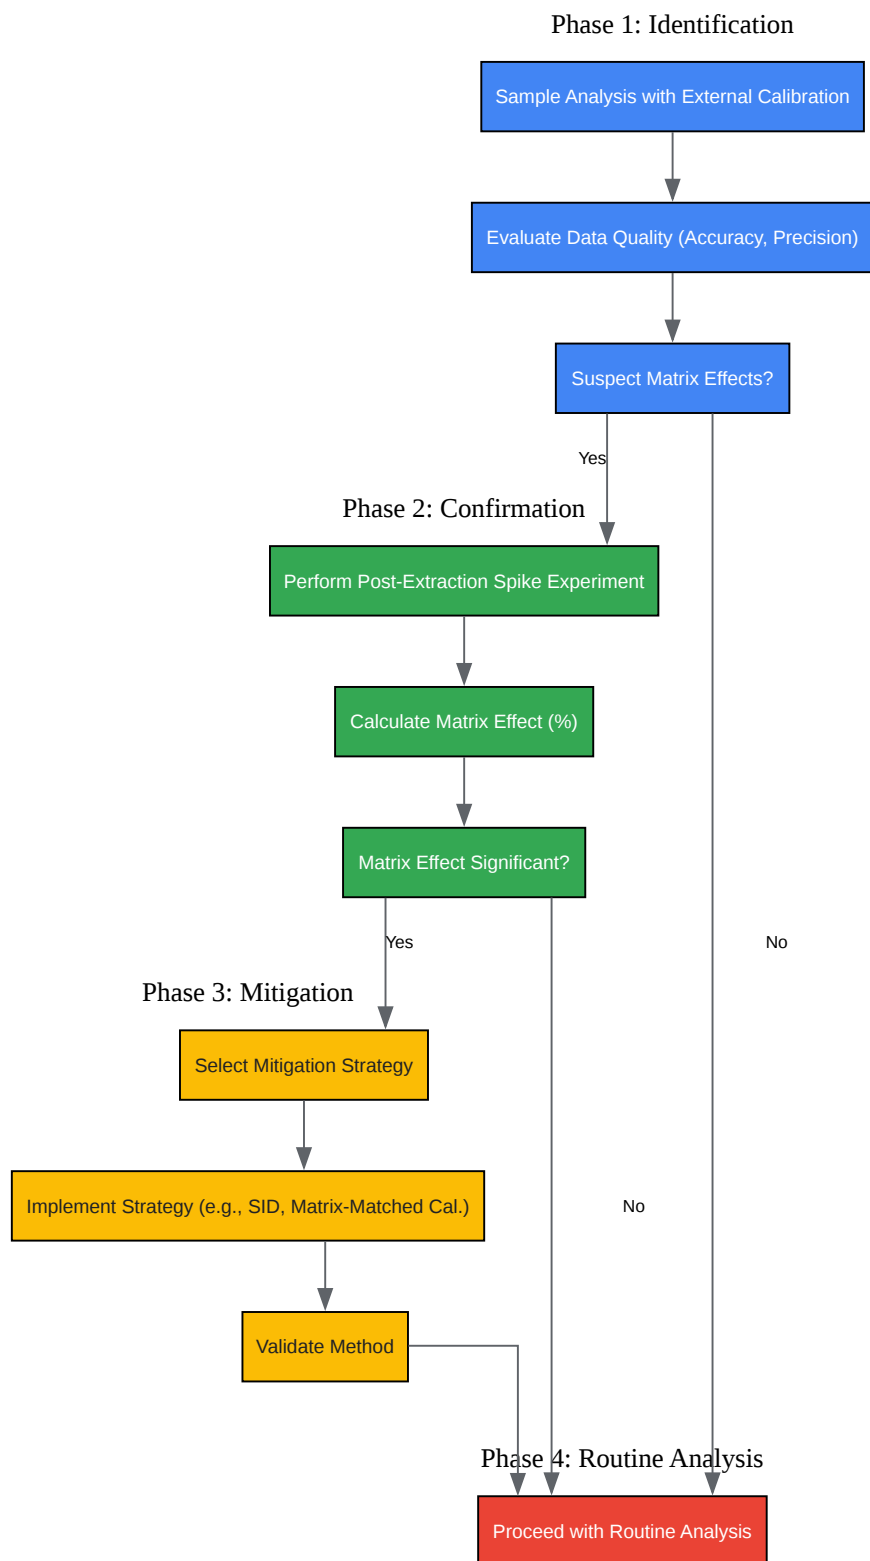 Phase 1: Identification
Sample Analysis with External Calibration
Evaluate Data Quality (Accuracy, Precision)
Suspect Matrix Effects?
Yes
Phase 2: Confirmation
Perform Post-Extraction Spike Experiment
Calculate Matrix Effect (%)
Matrix Effect Significant?
Yes
No
Phase 3: Mitigation
Select Mitigation Strategy
Implement Strategy (e.g., SID, Matrix-Matched Cal.)
No
Validate Method
Phase 4: Routine Analysis
Proceed with Routine Analysis